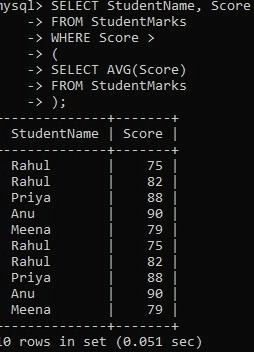 mysql> SELECT StudentName, Score
-> FROM StudentMarks
-> WHERE Score >
-> (
-> SELECT AVG(Score)
-> FROM StudentMarks
-> );
--------------+-------+
StudentName | Score |
--------------+-------+
Rahul | 75 |
Rahul | 82 |
Priya | 88 |
Anu | 90 |
Meena | 79 |
Rahul | 75 |
Rahul | 82 |
Priya | 88 |
Anu | 90 |
Meena | 79 |
--------------+-------+
10 rows in set (0.051 sec)